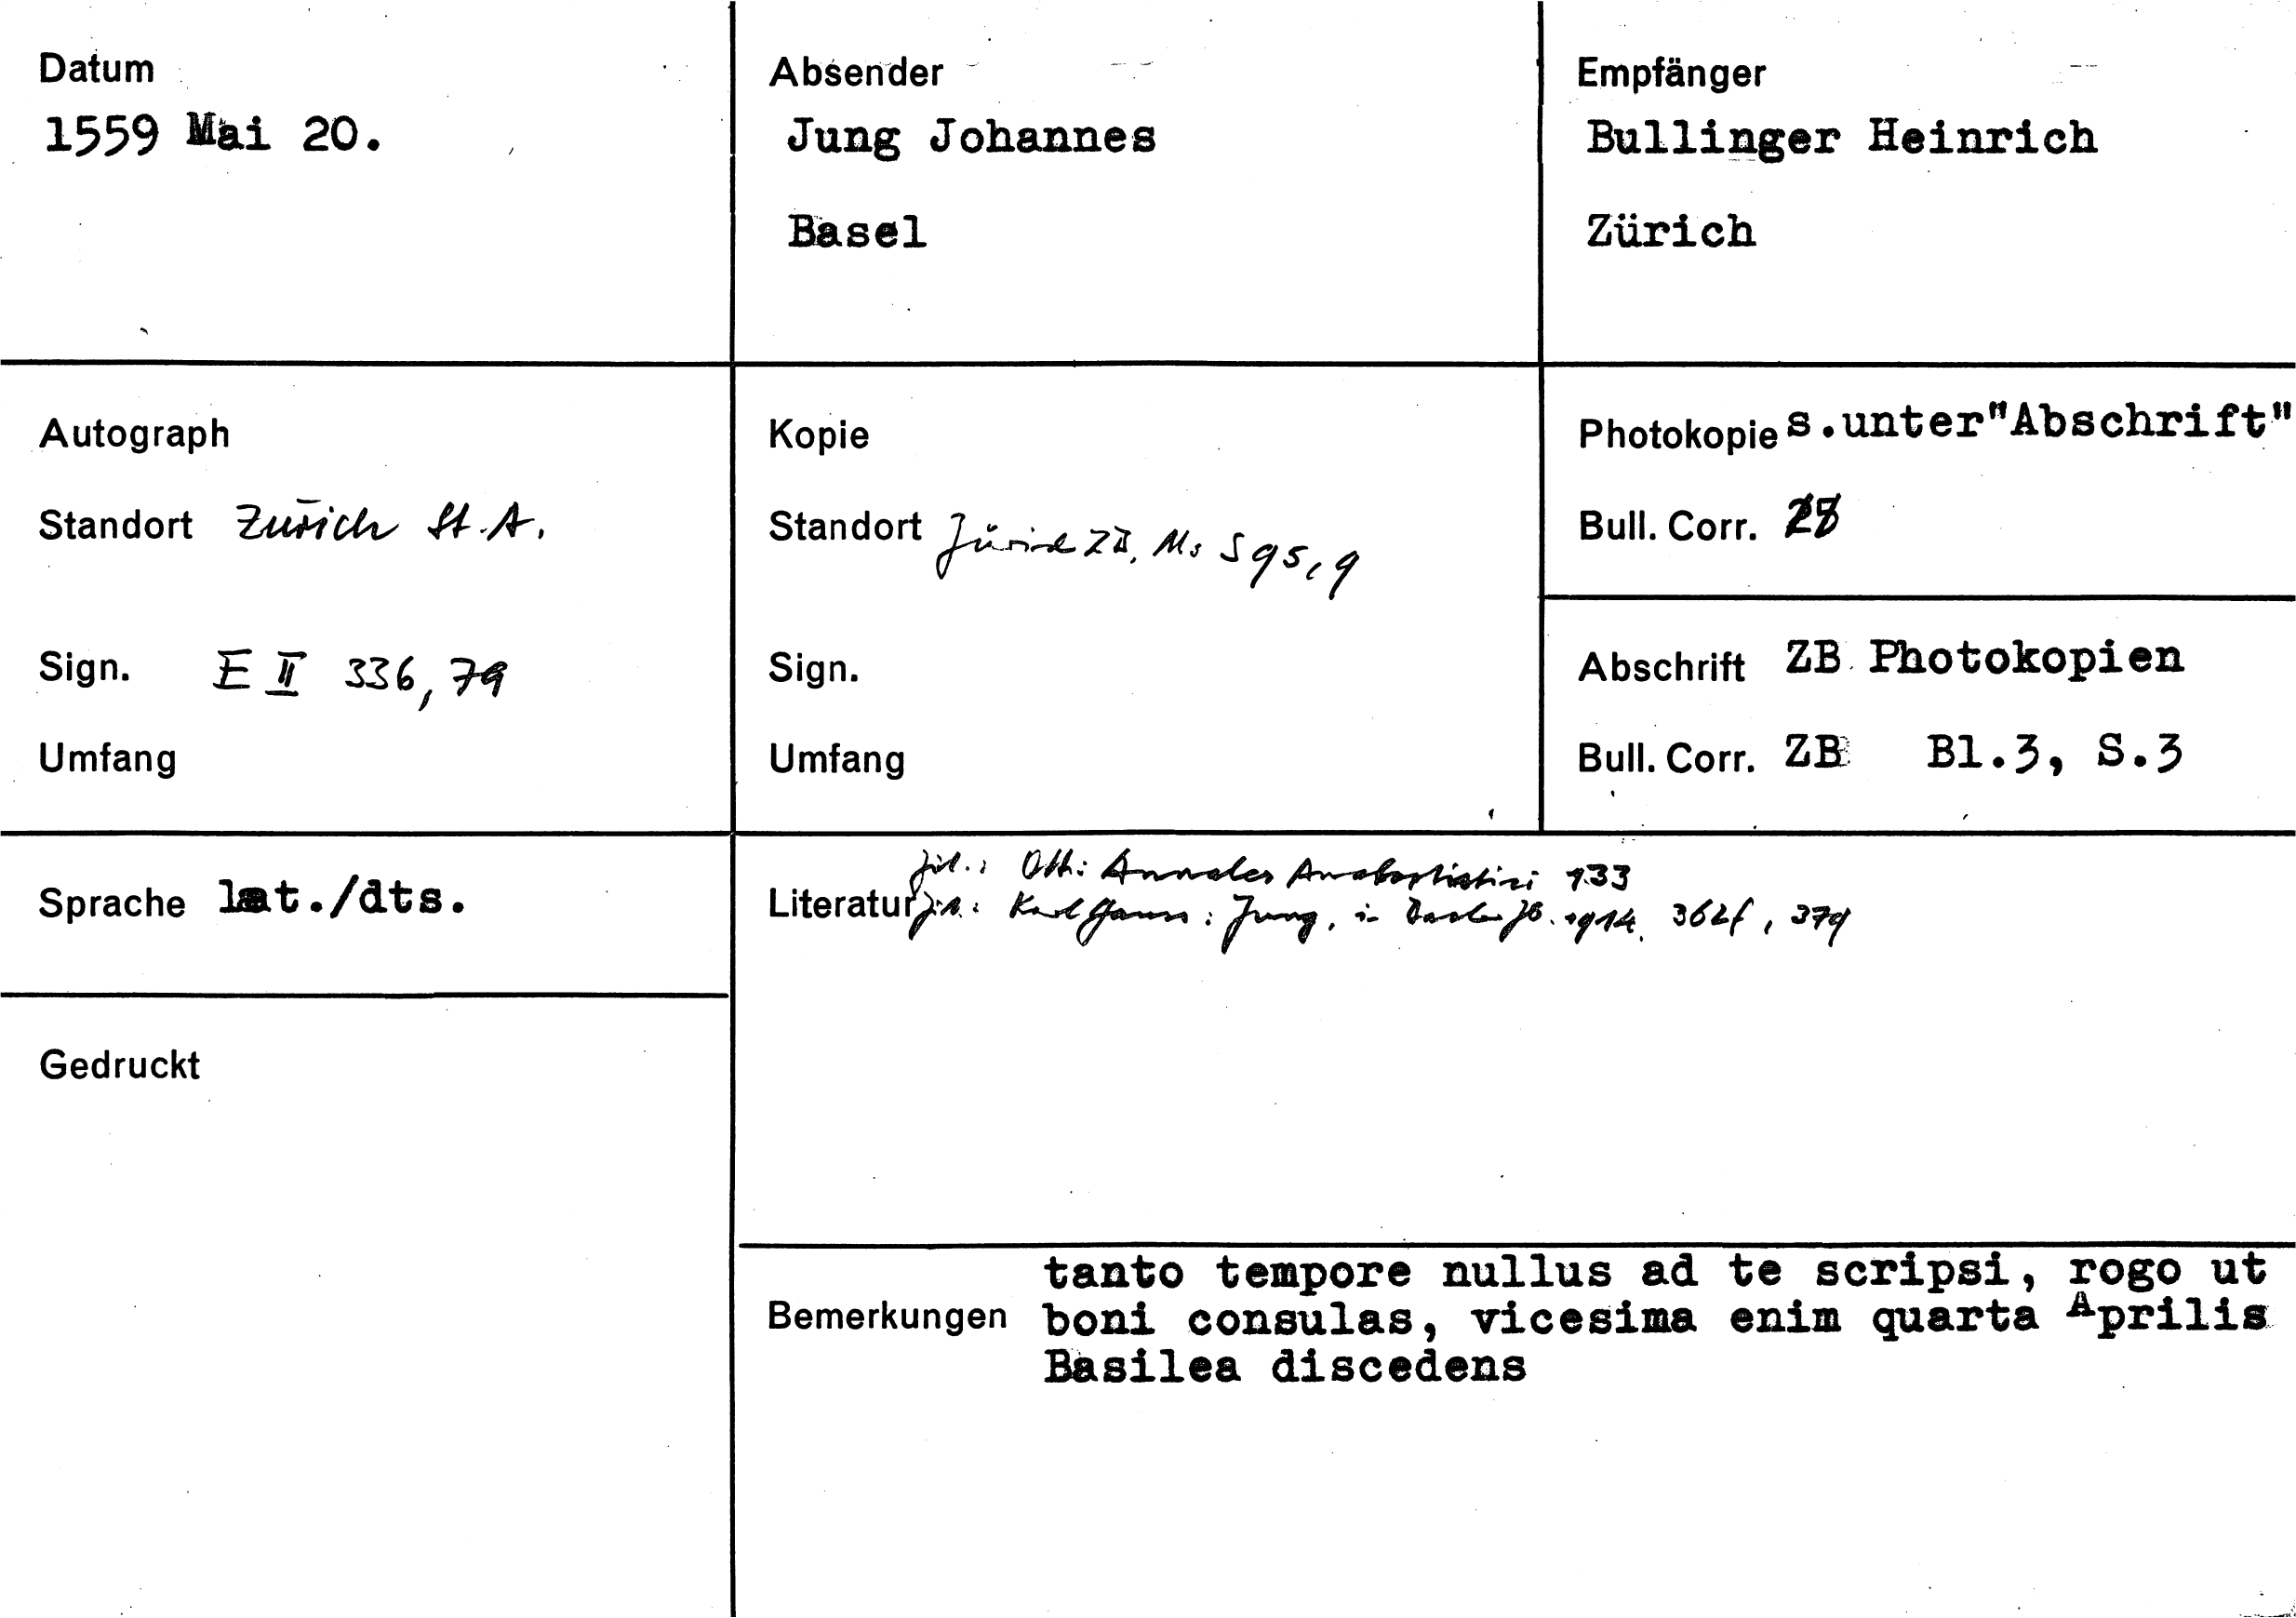 Datum
1559 Mai 20.
Absender
Jung Johannes
Basel
Empfänger
Bullinger Heinrich
Zürich
Autograph
Standort Zürich St.A.
Sign. E II 336, 79
Umfang
Kopie
Standort Zürich ZB, Ms S 95, 9
Sign.
Umfang
Photokopie s.unter"Abschrift"
Bull. Corr.
Abschrift ZB Photokopien
Bull. Corr. ZB Bl.3, S.3
Sprache lat./dts.
Gedruckt
zit.: Ott: Annales Anabaptistici 133
Literatur zit.: Karl Gauss: Jung, in Basler Jb. 1914. 362f, 379
tanto tempore nullus ad te scripsi, rogo ut
Bemerkungen boni consulas, vicesima enim quarta Aprilis
Basilea discedens